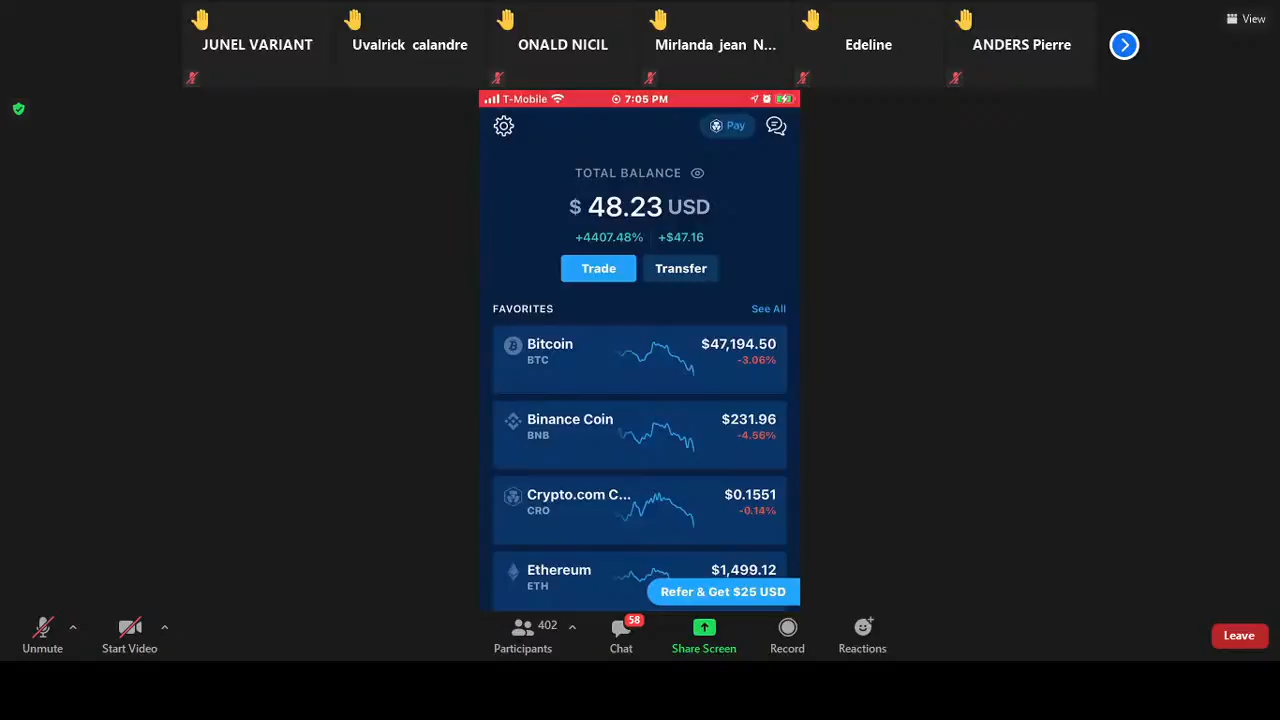 View
JUNEL VARIANT
Uvalrick calandre
ONALD NICIL
Mirlanda jean N...
Edeline
ANDERS Pierre
T-Mobile
7:05 PM
Pay
TOTAL BALANCE
$ 48.23 USD
+4407.48% +$47.16
Trade
Transfer
FAVORITES
See All
Bitcoin
$47,194.50
BTC
-3.06%
Binance Coin
$231.96
BNB
-4.56%
Crypto.com C...
$0.1551
CRO
-0.14%
Ethereum
$1,499.12
ETH
Refer & Get $25 USD
Unmute
Start Video
402
Participants
58
Chat
Share Screen
Record
Reactions
Leave